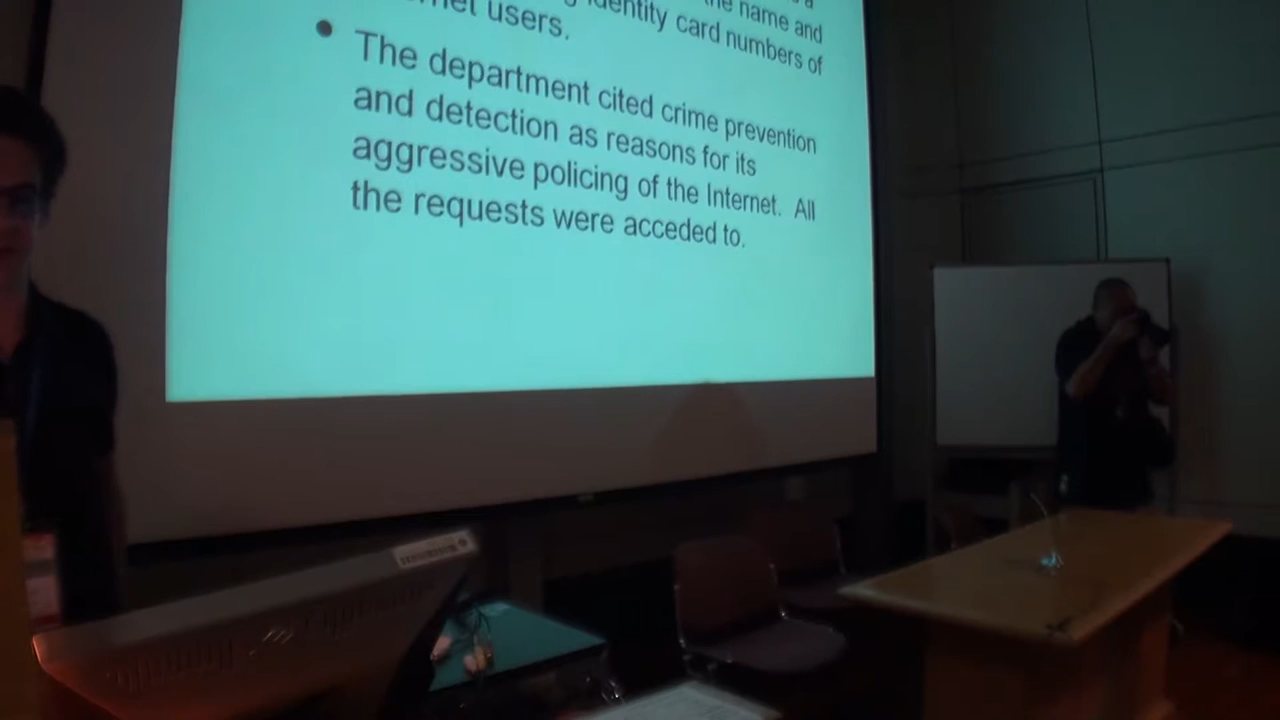 the name and
users.
identity card numbers of
The department cited crime prevention
and detection as reasons for its
aggressive policing of the Internet. All
the requests were acceded to.